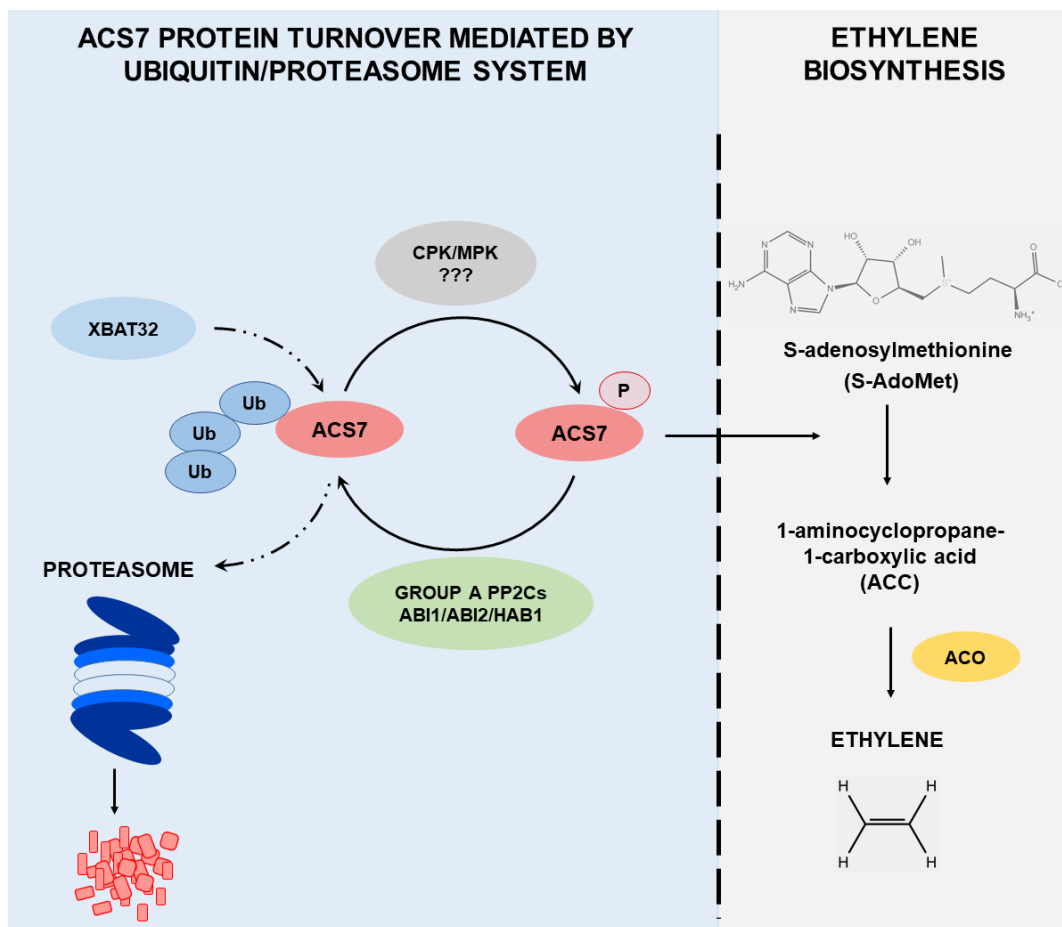 ACS7 PROTEIN TURNOVER MEDIATED BY
UBIQUITIN/PROTEASOME SYSTEM
ETHYLENE
BIOSYNTHESIS
CPK/MPK
???
XBAT32
Ub
Ub
Ub
ACS7
P
ACS7
GROUP A PP2Cs
ABI1/ABI2/HAB1
PROTEASOME
NH₂
N
N
N
N
N
HO
OH
O
S⁺
O
O
NH₃⁺
S-adenosylmethionine
(S-AdoMet)
1-aminocyclopropane-
1-carboxylic acid
(ACC)
ACO
ETHYLENE
H
H
H
H